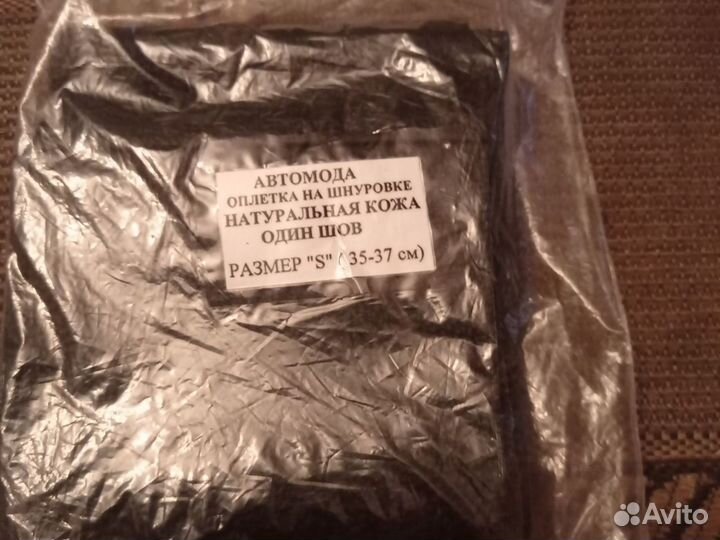 АВТОМОДА
ОПЛЕТКА НА ШНУРОВКЕ
НАТУРАЛЬНАЯ КОЖА
ОДИН ШОВ
РАЗМЕР "S" ( 35-37 см)
Avito